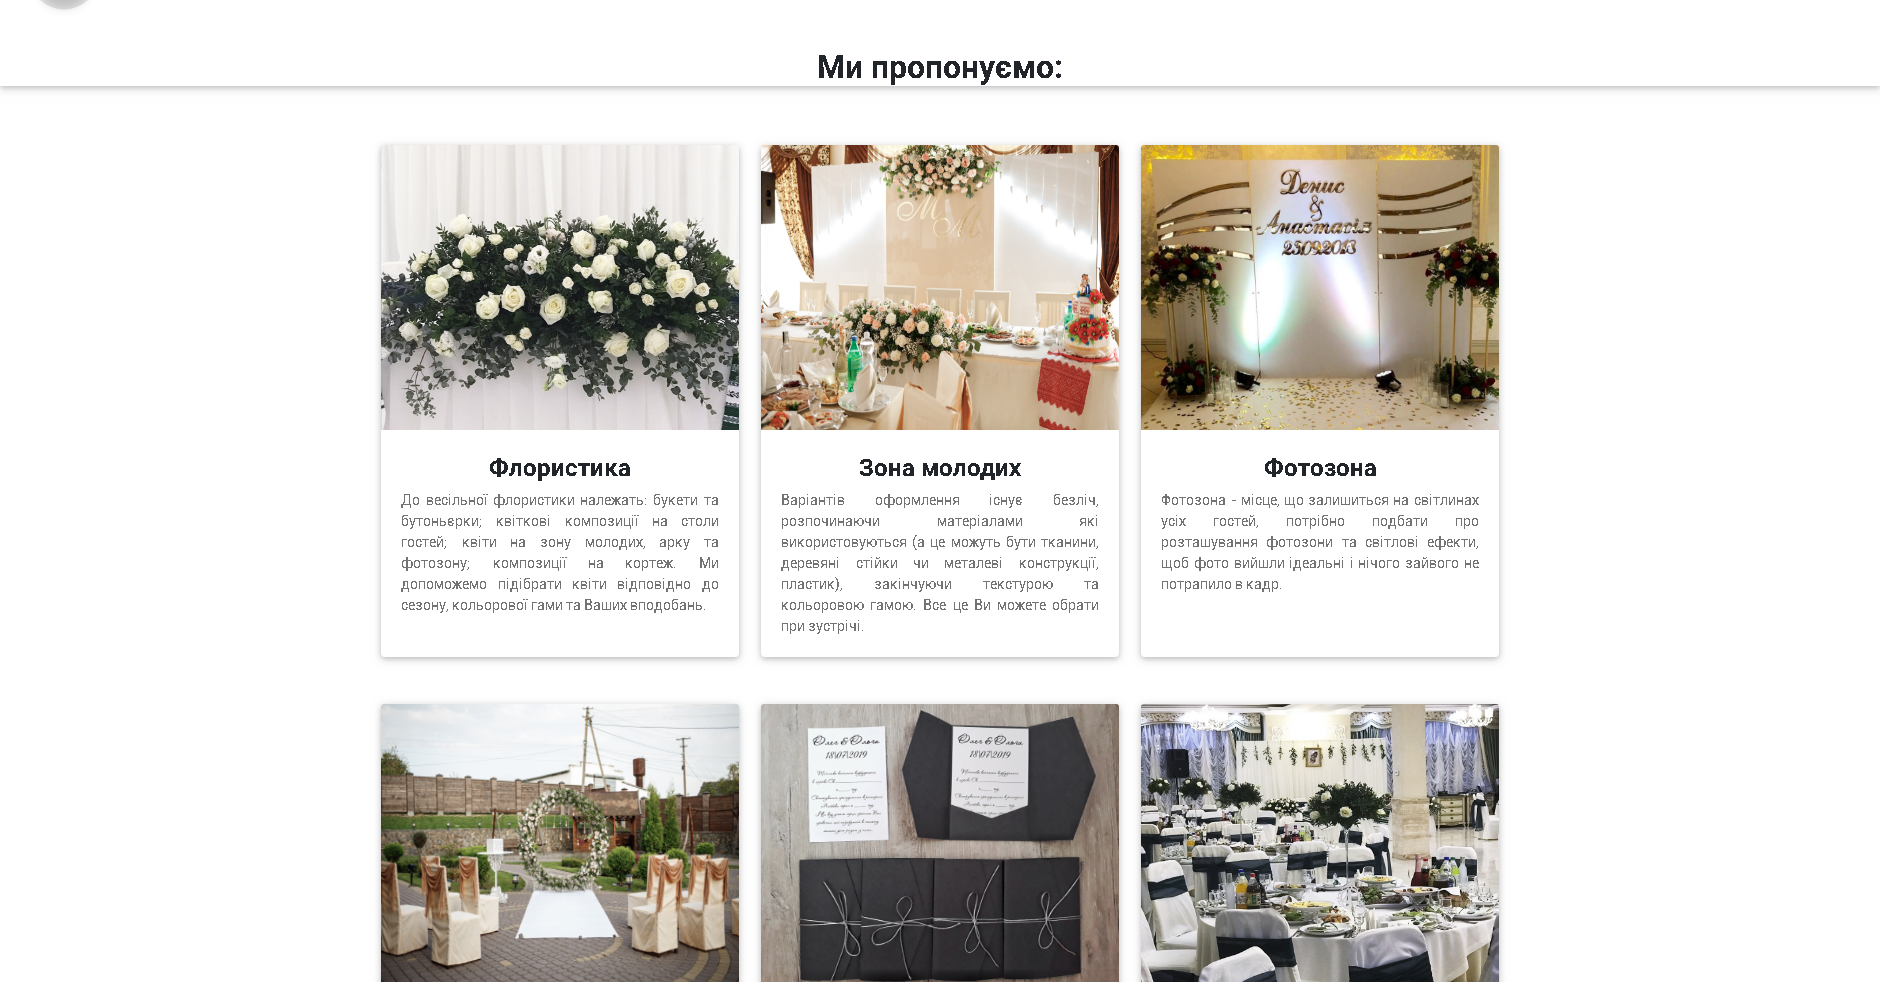 Ми пропонуємо:
Денис
&
Анастасія
23092013
Флористика
До весільної флористики належать: букети та
бутоньєрки; квіткові композиції на столи
гостей; квіти на зону молодих, арку та
фотозону; композиції на кортеж. Ми
допоможемо підібрати квіти відповідно до
сезону, кольорової гами та Ваших вподобань.
Зона молодих
Варіантів оформлення існує безліч,
розпочинаючи матеріалами які
використовуються (а це можуть бути тканини,
деревяні стійки чи металеві конструкції,
пластик), закінчуючи текстурою та
кольоровою гамою. Все це Ви можете обрати
при зустрічі.
Фотозона
Фотозона - місце, що залишиться на світлинах
усіх гостей, потрібно подбати про
розташування фотозони та світлові ефекти,
щоб фото вийшли ідеальні і нічого зайвого не
потрапило в кадр.
Олег & Ольга
18\07\2019
Олег & Ольга
18\07\2019